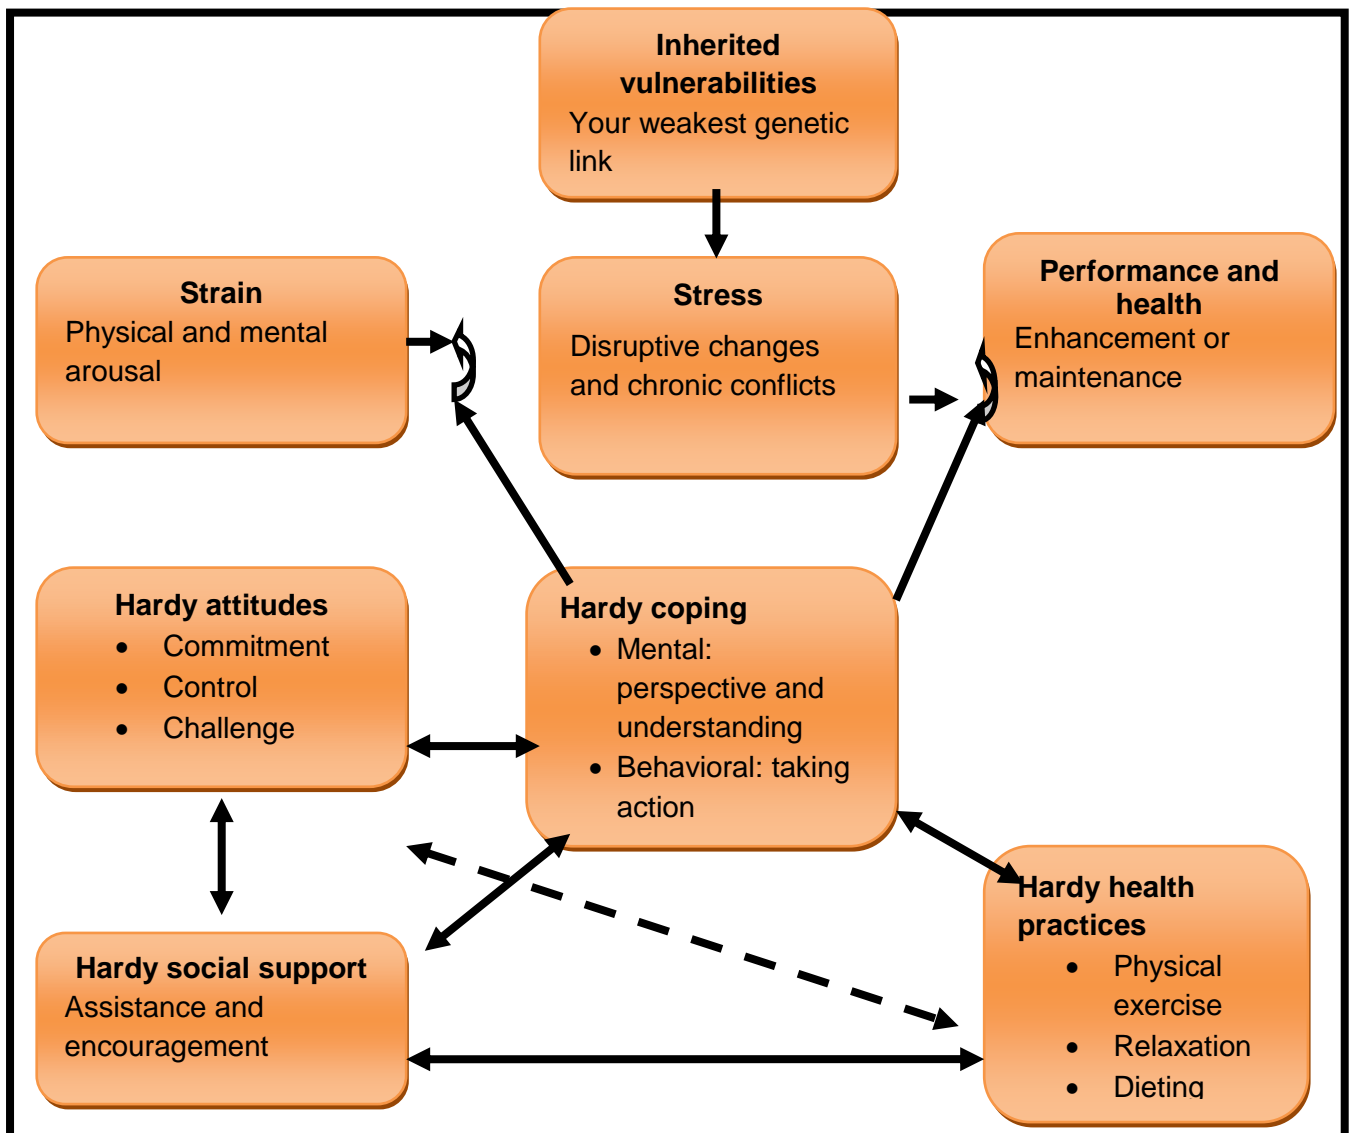 Inherited
vulnerabilities
Your weakest genetic
link
Strain
Physical and mental
arousal
Stress
Disruptive changes
and chronic conflicts
Performance and
health
Enhancement or
maintenance
Hardy attitudes
• Commitment
• Control
• Challenge
Hardy coping
• Mental:
perspective and
understanding
• Behavioral: taking
action
Hardy social support
Assistance and
encouragement
Hardy health
practices
• Physical
exercise
• Relaxation
• Dieting